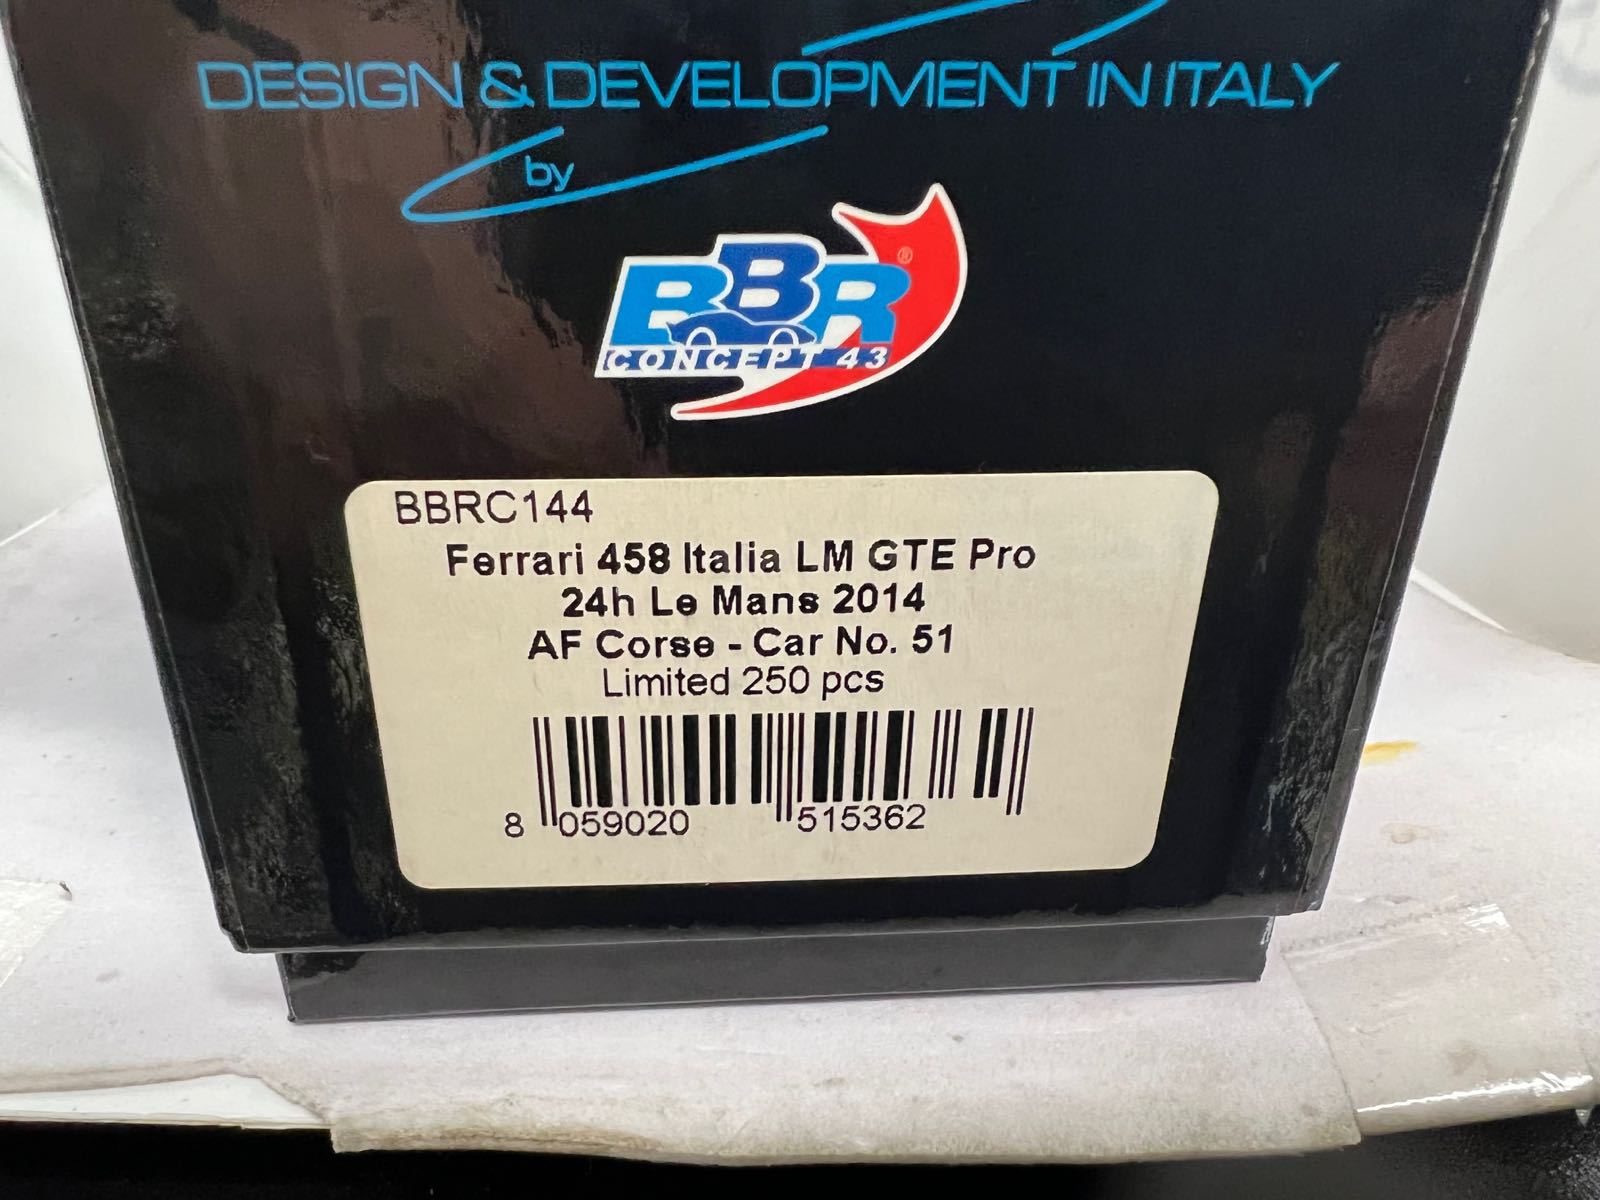 DESIGN & DEVELOPMENT IN ITALY
by
BBR®
CONCEPT 43
BBRC144
Ferrari 458 Italia LM GTE Pro
24h Le Mans 2014
AF Corse - Car No. 51
Limited 250 pcs
8 059020 515362